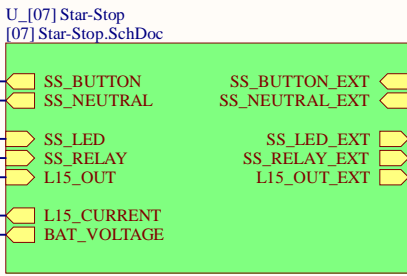 U_[07] Star-Stop
[07] Star-Stop.SchDoc
SS_BUTTON SS_BUTTON_EXT
SS_NEUTRAL SS_NEUTRAL_EXT
SS_LED SS_LED_EXT
SS_RELAY SS_RELAY_EXT
L15_OUT L15_OUT_EXT
L15_CURRENT
BAT_VOLTAGE